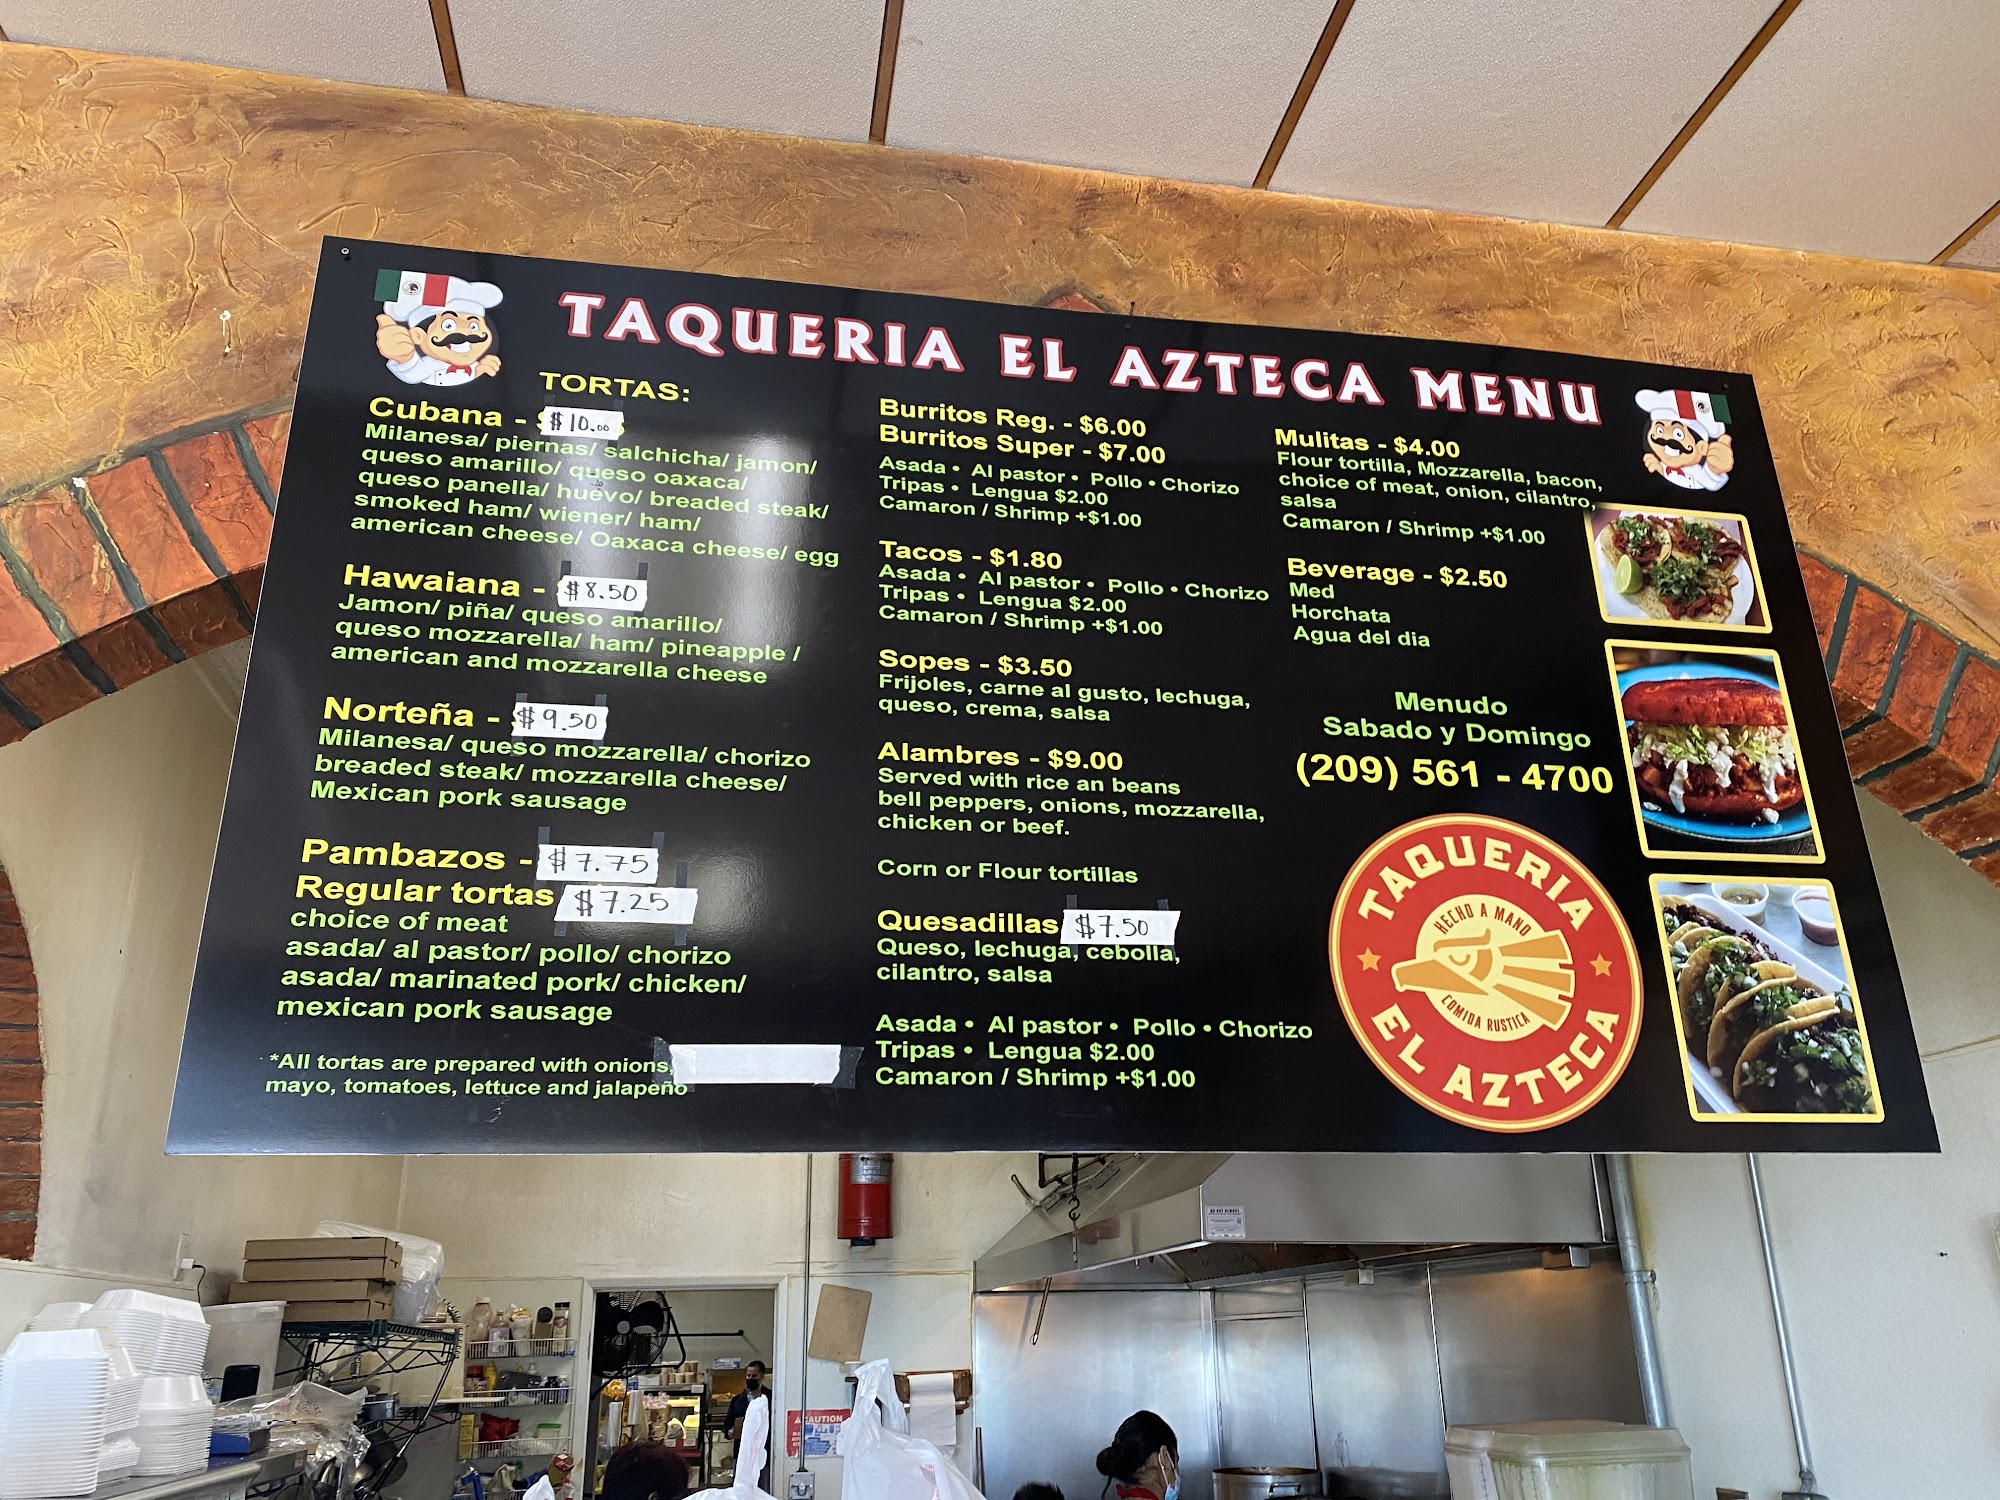 TAQUERIA EL AZTECA MENU
TORTAS:
Cubana - $10.00
Milanesa/ piernas/ salchicha/ jamon/
queso amarillo/ queso oaxaca/
queso panella/ huevo/ breaded steak/
smoked ham/ wiener/ ham/
american cheese/ Oaxaca cheese/ egg
Hawaiana - $8.50
Jamon/ piña/ queso amarillo/
queso mozzarella/ ham/ pineapple /
american and mozzarella cheese
Norteña - $9.50
Milanesa/ queso mozzarella/ chorizo
breaded steak/ mozzarella cheese/
Mexican pork sausage
Pambazos - $7.75
Regular tortas $7.25
choice of meat
asada/ al pastor/ pollo/ chorizo
asada/ marinated pork/ chicken/
mexican pork sausage
*All tortas are prepared with onions,
mayo, tomatoes, lettuce and jalapeño
Burritos Reg. - $6.00
Burritos Super - $7.00
Asada • Al pastor • Pollo • Chorizo
Tripas • Lengua $2.00
Camaron / Shrimp +$1.00
Tacos - $1.80
Asada • Al pastor • Pollo • Chorizo
Tripas • Lengua $2.00
Camaron / Shrimp +$1.00
Sopes - $3.50
Frijoles, carne al gusto, lechuga,
queso, crema, salsa
Alambres - $9.00
Served with rice an beans
bell peppers, onions, mozzarella,
chicken or beef.
Corn or Flour tortillas
Quesadillas $7.50
Queso, lechuga, cebolla,
cilantro, salsa
Asada • Al pastor • Pollo • Chorizo
Tripas • Lengua $2.00
Camaron / Shrimp +$1.00
Mulitas - $4.00
Flour tortilla, Mozzarella, bacon,
choice of meat, onion, cilantro,
salsa
Camaron / Shrimp +$1.00
Beverage - $2.50
Med
Horchata
Agua del dia
Menudo
Sabado y Domingo
(209) 561 - 4700
TAQUERIA
HECHO A MANO
COMIDA RUSTICA
EL AZTECA
CAUTION